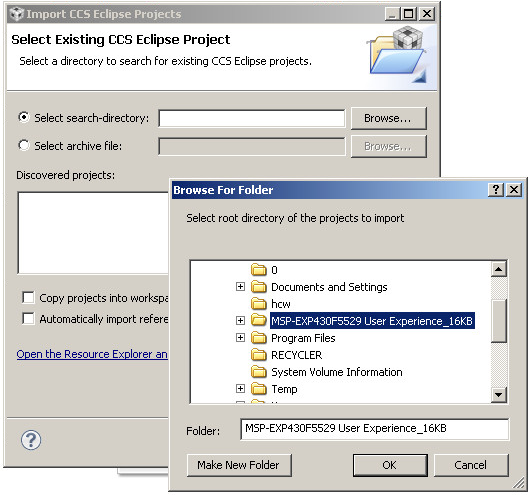 Import CCS Eclipse Projects
Select Existing CCS Eclipse Project
Select a directory to search for existing CCS Eclipse projects.
Select search-directory:
Browse...
Select archive file:
Browse...
Discovered projects:
Copy projects into workspa
Automatically import refere
Open the Resource Explorer an
?
Browse For Folder
?
Select root directory of the projects to import
0
Documents and Settings
hcw
MSP-EXP430F5529 User Experience_16KB
Program Files
RECYCLER
System Volume Information
Temp
Folder:
MSP-EXP430F5529 User Experience_16KB
Make New Folder
OK
Cancel